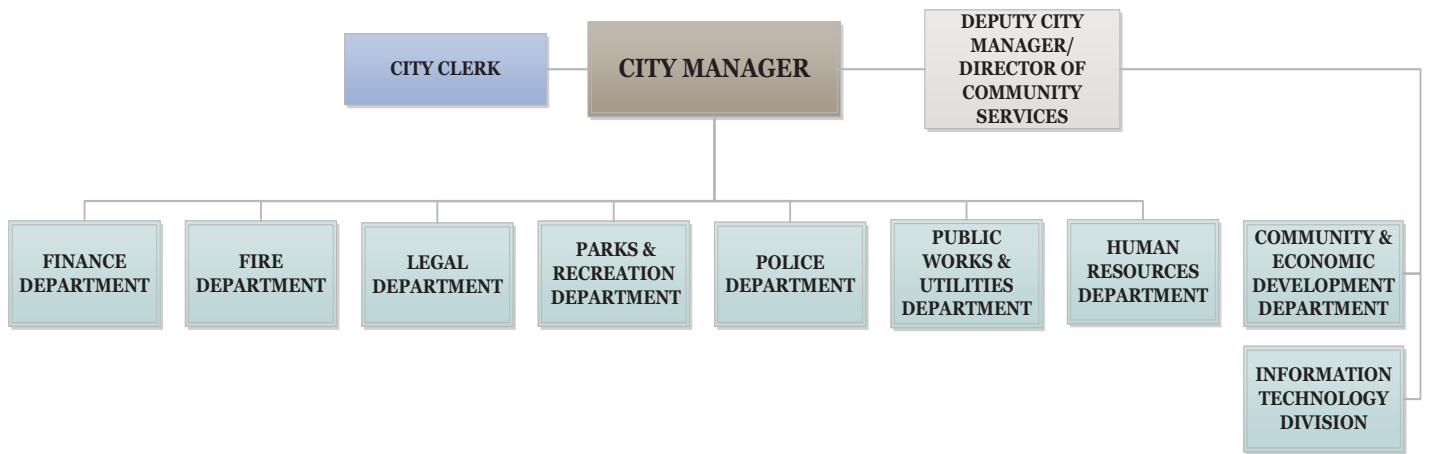 CITY CLERK
CITY MANAGER
DEPUTY CITY
MANAGER/
DIRECTOR OF
COMMUNITY
SERVICES
FINANCE
DEPARTMENT
FIRE
DEPARTMENT
LEGAL
DEPARTMENT
PARKS &
RECREATION
DEPARTMENT
POLICE
DEPARTMENT
PUBLIC
WORKS &
UTILITIES
DEPARTMENT
HUMAN
RESOURCES
DEPARTMENT
COMMUNITY &
ECONOMIC
DEVELOPMENT
DEPARTMENT
INFORMATION
TECHNOLOGY
DIVISION